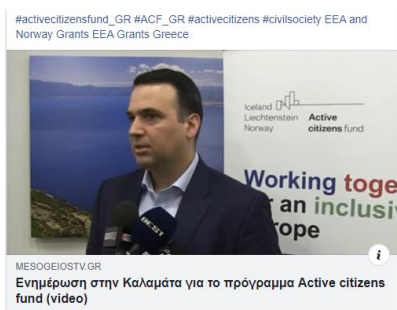 #activecitizensfund_GR #ACF_GR #activecitizens #civilsociety EEA and
Norway Grants EEA Grants Greece
Iceland
Liechtenstein Active
Norway citizens fund
Working toge
an inclusi
rope
BEST
i
MESOGEIOSTV.GR
Ενημέρωση στην Καλαμάτα για το πρόγραμμα Active citizens
fund (video)